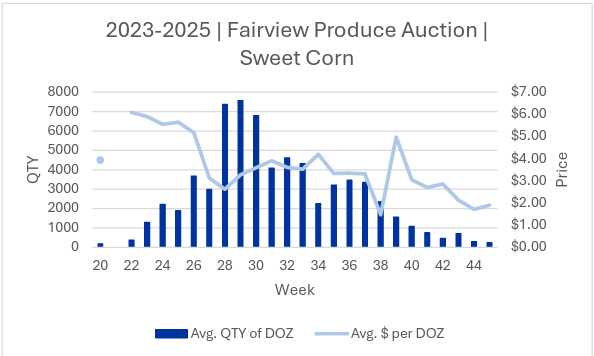 2023-2025 | Fairview Produce Auction |
Sweet Corn
8000 $7.00
7000 $6.00
6000 $5.00
5000 $4.00
4000 $3.00
3000 $2.00
2000 $1.00
1000 $0.00
0
QTY
Price
20 22 24 26 28 30 32 34 36 38 40 42 44
Week
Avg. QTY of DOZ Avg. $ per DOZ